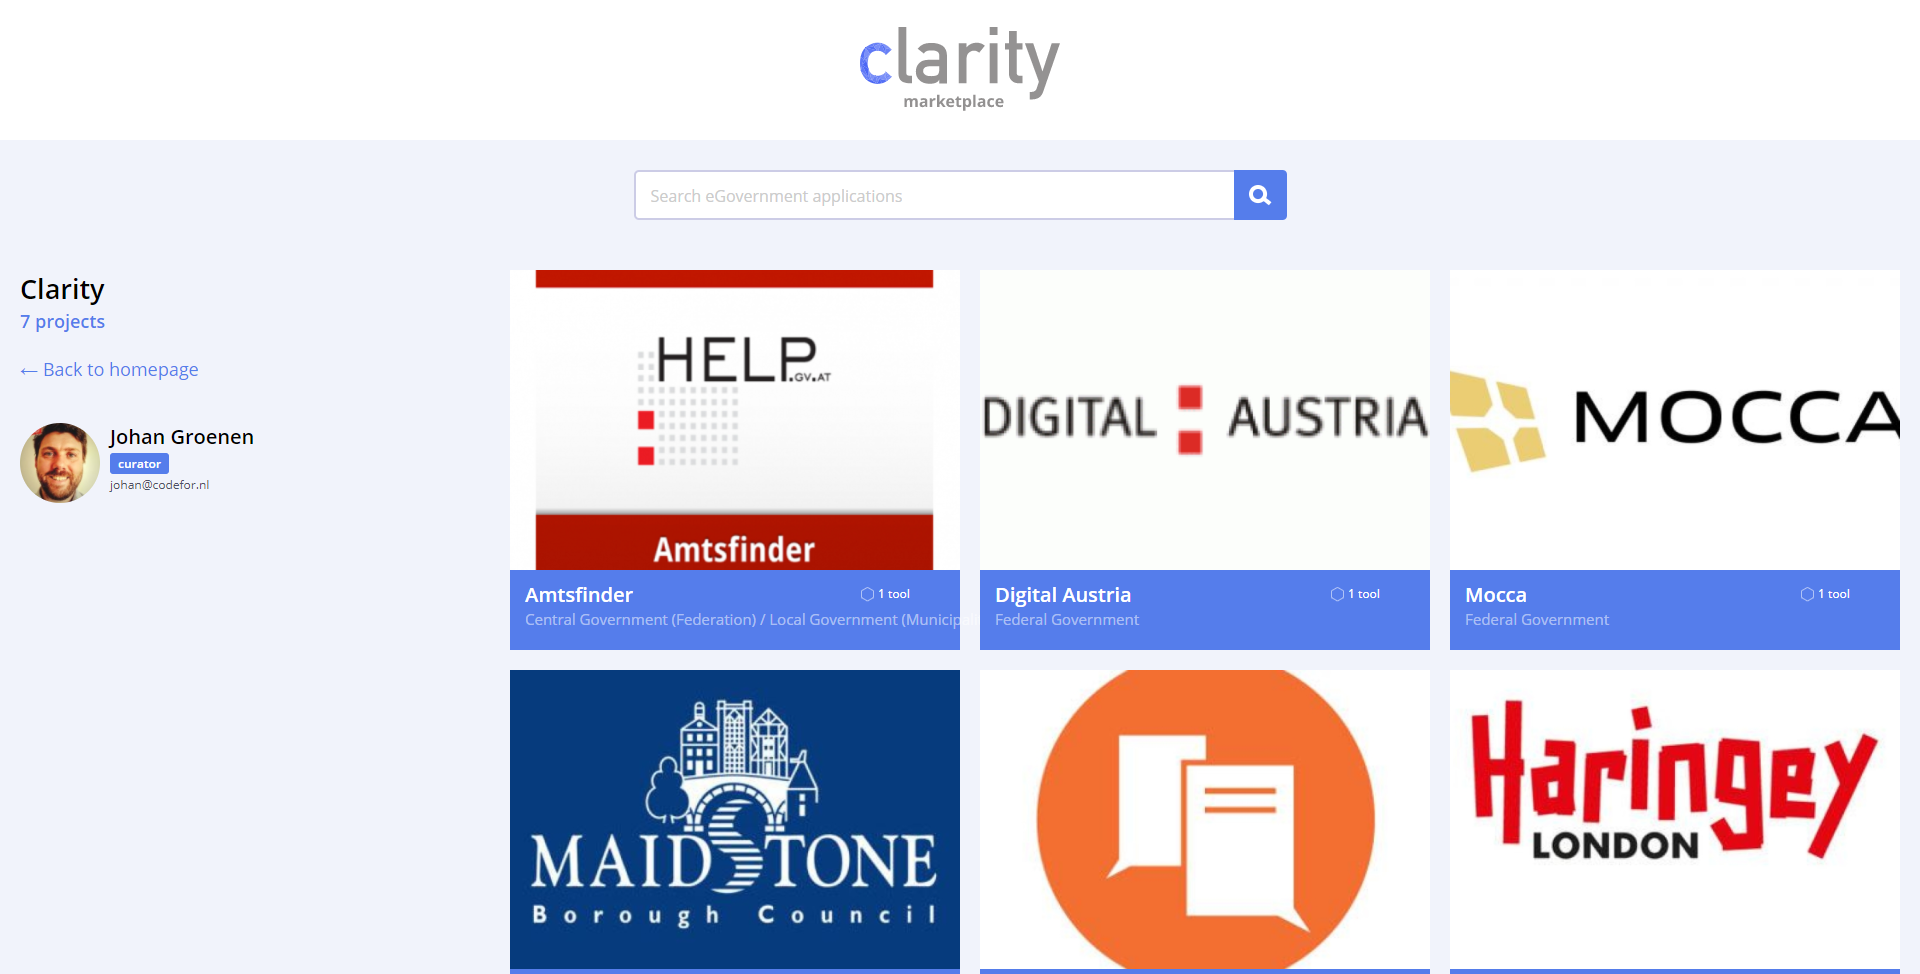 clarity
marketplace
Search eGovernment applications
Clarity
7 projects
← Back to homepage
Johan Groenen
curator
johan@codefor.nl
HELP
.GV.AT
Amtsfinder
Amtsfinder
1 tool
Central Government (Federation) / Local Government
DIGITAL AUSTRIA
Digital Austria
1 tool
Federal Government
MOCCA
Mocca
1 tool
Federal Government
MAIDSTONE
Borough Council
Haringey
LONDON